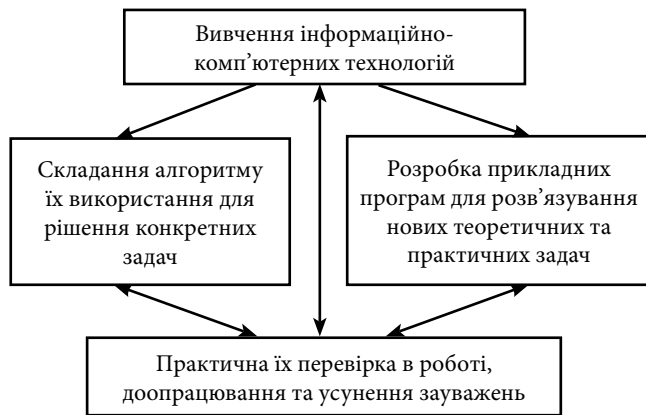 Вивчення інформаційно-
комп’ютерних технологій
Складання алгоритму
їх використання для
рішення конкретних
задач
Розробка прикладних
програм для розв’язування
нових теоретичних та
практичних задач
Практична їх перевірка в роботі,
доопрацювання та усунення зауважень